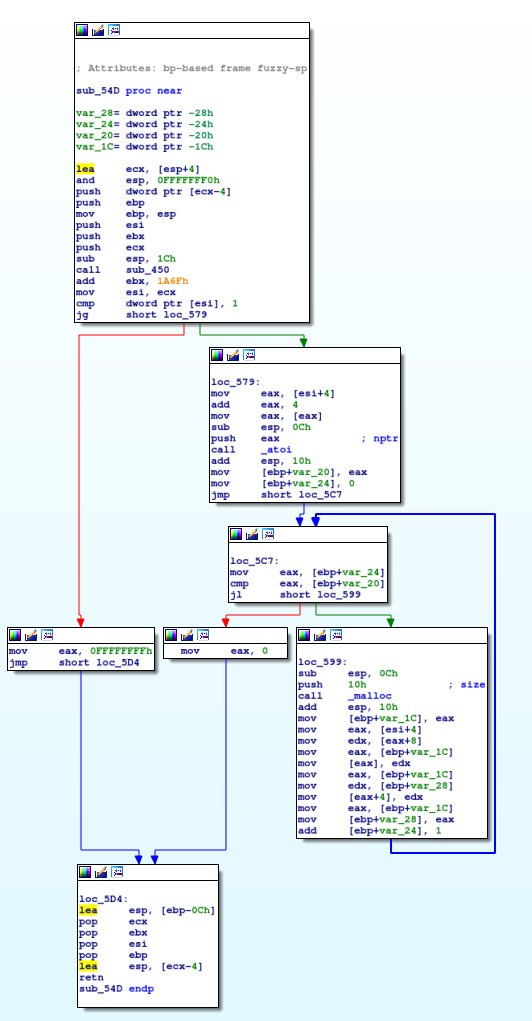 ; Attributes: bp-based frame fuzzy-sp
sub_54D proc near
var_28= dword ptr -28h
var_24= dword ptr -24h
var_20= dword ptr -20h
var_1C= dword ptr -1Ch
lea ecx, [esp+4]
and esp, 0FFFFFFF0h
push dword ptr [ecx-4]
push ebp
mov ebp, esp
push esi
push ebx
push ecx
sub esp, 1Ch
call sub_450
add ebx, 1A6Fh
mov esi, ecx
cmp dword ptr [esi], 1
jg short loc_579
loc_579:
mov eax, [esi+4]
add eax, 4
mov eax, [eax]
sub esp, 0Ch
push eax ; nptr
call _atoi
add esp, 10h
mov [ebp+var_20], eax
mov [ebp+var_24], 0
jmp short loc_5C7
loc_5C7:
mov eax, [ebp+var_24]
cmp eax, [ebp+var_20]
jl short loc_599
mov eax, 0FFFFFFFFh
jmp short loc_5D4
mov eax, 0
loc_599:
sub esp, 0Ch
push 10h ; size
call _malloc
add esp, 10h
mov [ebp+var_1C], eax
mov eax, [esi+4]
mov edx, [eax+8]
mov eax, [ebp+var_1C]
mov [eax], edx
mov eax, [ebp+var_1C]
mov edx, [ebp+var_28]
mov [eax+4], edx
mov eax, [ebp+var_1C]
mov [ebp+var_28], eax
add [ebp+var_24], 1
loc_5D4:
lea esp, [ebp-0Ch]
pop ecx
pop ebx
pop esi
pop ebp
lea esp, [ecx-4]
retn
sub_54D endp